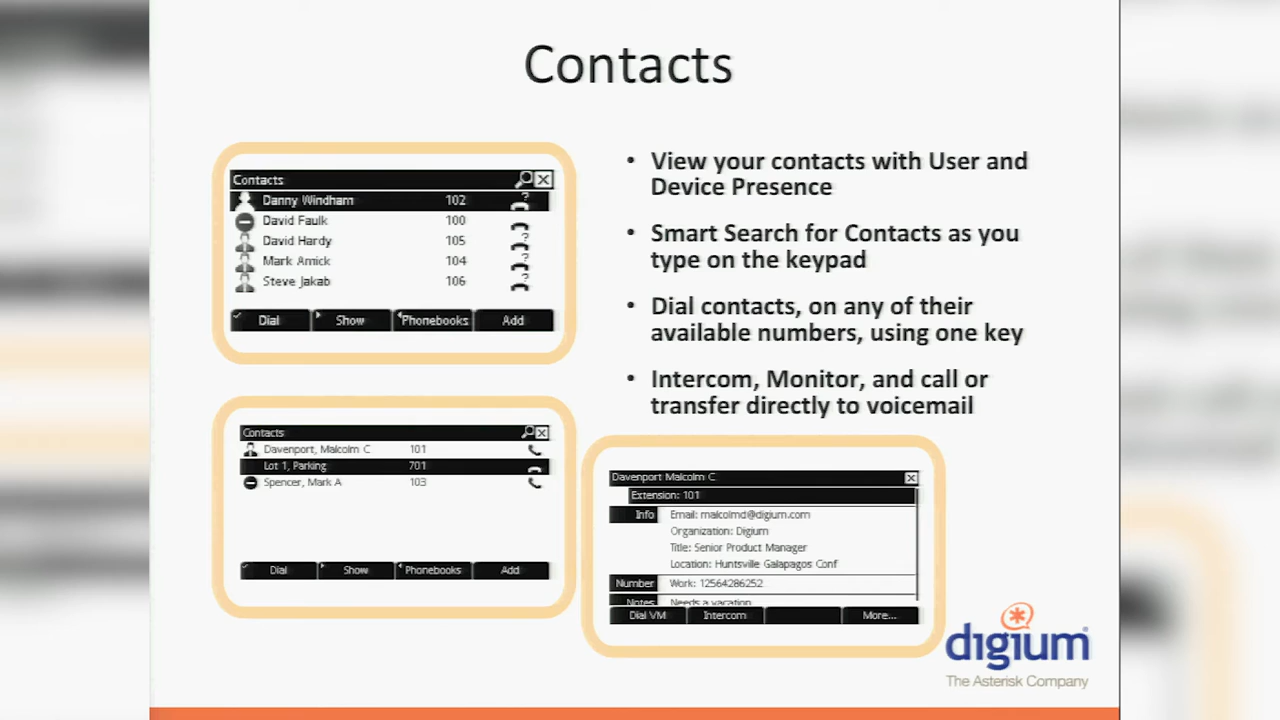 Contacts
Contacts
Danny Windham 102
David Faulk 100
David Hardy 105
Mark Amick 104
Steve Jakab 106
Dial Show Phonebooks Add
• View your contacts with User and
Device Presence
• Smart Search for Contacts as you
type on the keypad
• Dial contacts, on any of their
available numbers, using one key
• Intercom, Monitor, and call or
transfer directly to voicemail
Contacts
Davenport, Malcolm C 101
Lot 1, Parking 701
Spencer, Mark A 103
Dial Show Phonebooks Add
Davenport Malcolm C
Extension: 101
Info Email: malcolmd@digium.com
Organization: Digium
Title: Senior Product Manager
Location: Huntsville Galapagos Conf
Number Work: 12564286252
Notes Needs a vacation
Dial VM Intercom More...
digium
The Asterisk Company